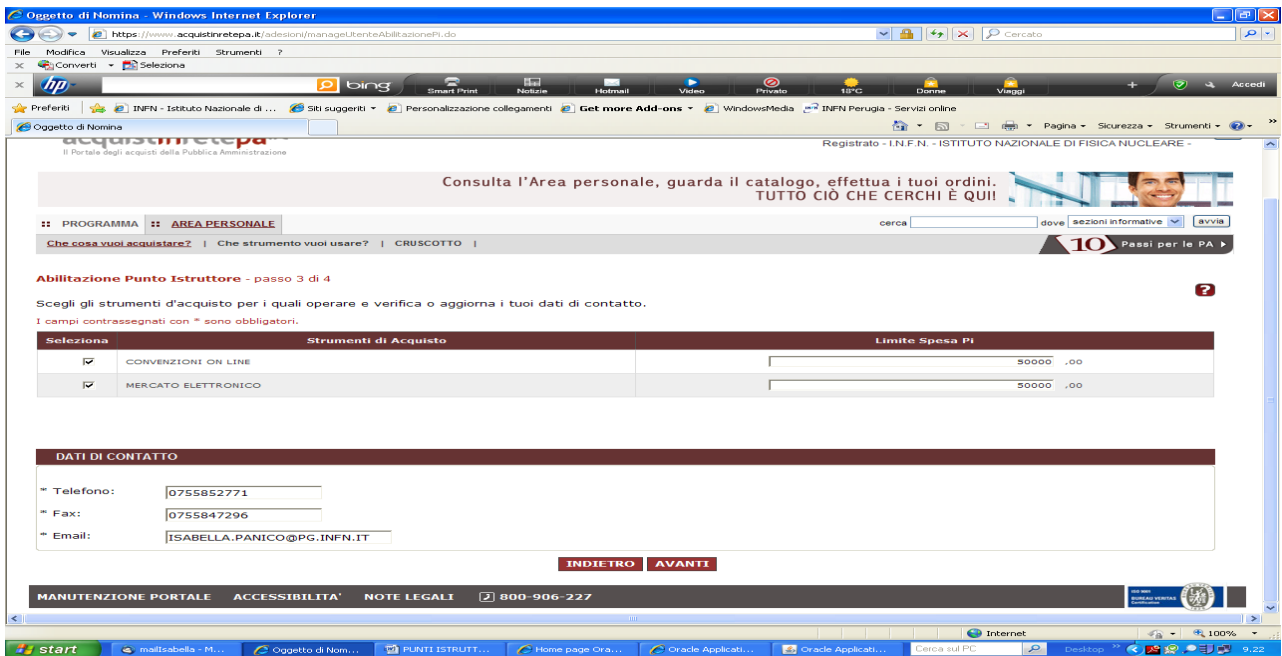 Oggetto di Nomina - Windows Internet Explorer
https://www.acquistinretepa.it/adesioni/manageUtenteAbilitazionePi.do
Cercato
File Modifica Visualizza Preferiti Strumenti ?
Converti Seleziona
hp bing Smart Print Notizie Hotmail Video Privato 18°C Donne Viaggi Accedi
Preferiti INFN - Istituto Nazionale di ... Siti suggeriti Personalizzazione collegamenti Get more Add-ons WindowsMedia INFN Perugia - Servizi online
Oggetto di Nomina Pagina Sicurezza Strumenti
acquistinretepa
Il Portale degli acquisti della Pubblica Amministrazione
Registrato - I.N.F.N. - ISTITUTO NAZIONALE DI FISICA NUCLEARE -
Consulta l'Area personale, guarda il catalogo, effettua i tuoi ordini.
TUTTO CIÒ CHE CERCHI È QUI!
PROGRAMMA AREA PERSONALE cerca dove sezioni informative avvia
Che cosa vuoi acquistare? | Che strumento vuoi usare? | CRUSCOTTO | 10 Passi per le PA
Abilitazione Punto Istruttore - passo 3 di 4
Scegli gli strumenti d'acquisto per i quali operare e verifica o aggiorna i tuoi dati di contatto.
I campi contrassegnati con * sono obbligatori.
Seleziona Strumenti di Acquisto Limite Spesa Pi
CONVENZIONI ON LINE 50000 ,00
MERCATO ELETTRONICO 50000 ,00
DATI DI CONTATTO
* Telefono: 0755852771
* Fax: 0755847296
* Email: ISABELLA.PANICO@PG.INFN.IT
INDIETRO AVANTI
MANUTENZIONE PORTALE ACCESSIBILITA' NOTE LEGALI 800-906-227
BUREAU VERITAS
Certification
Internet 100%
start mailIsabella - M... Oggetto di Nom... PUNTI ISTRUTT... Home page Ora... Oracle Applicati... Oracle Applicati... Cerca sul PC Desktop 9.22